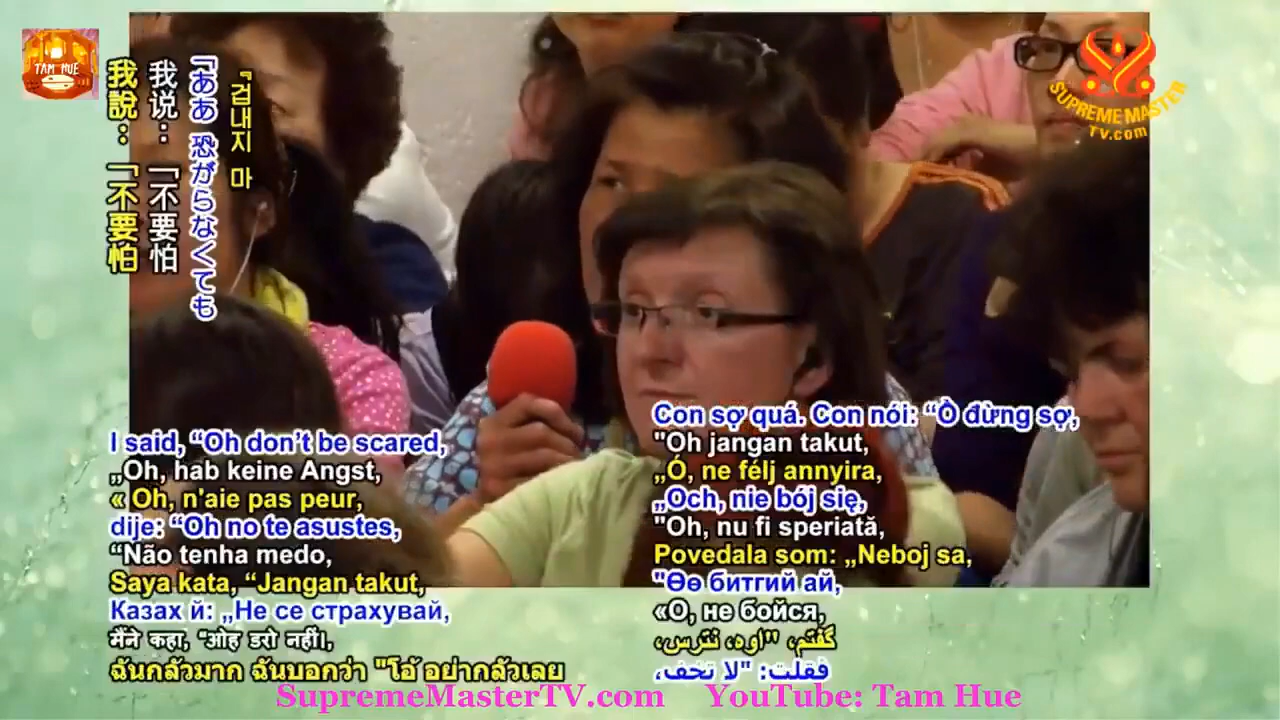 TAM HUE
SUPREME MASTER
TV.com
『겁내지 마
「ああ 恐がらなくても
我说：「不要怕
我說：「不要怕
I said, “Oh don’t be scared,
„Oh, hab keine Angst,
« Oh, n'aie pas peur,
dije: “Oh no te asustes,
“Não tenha medo,
Saya kata, “Jangan takut,
Казах й: „Не се страхувай,
मैंने कहा, "ओह डरो नहीं।,
ฉันกลัวมาก ฉันบอกว่า "โอ้ อย่ากลัวเลย
Con sợ quá. Con nói: “Ồ đừng sợ,
"Oh jangan takut,
„Ó, ne félj annyira,
„Och, nie bój się,
"Oh, nu fi speriată,
Povedala som: „Neboj sa,
"Өө битгий ай,
«О, не бойся,
گفتم، "اوه، نترس،
فقلت: "لا تخف،
SupremeMasterTV.com YouTube: Tam Hue